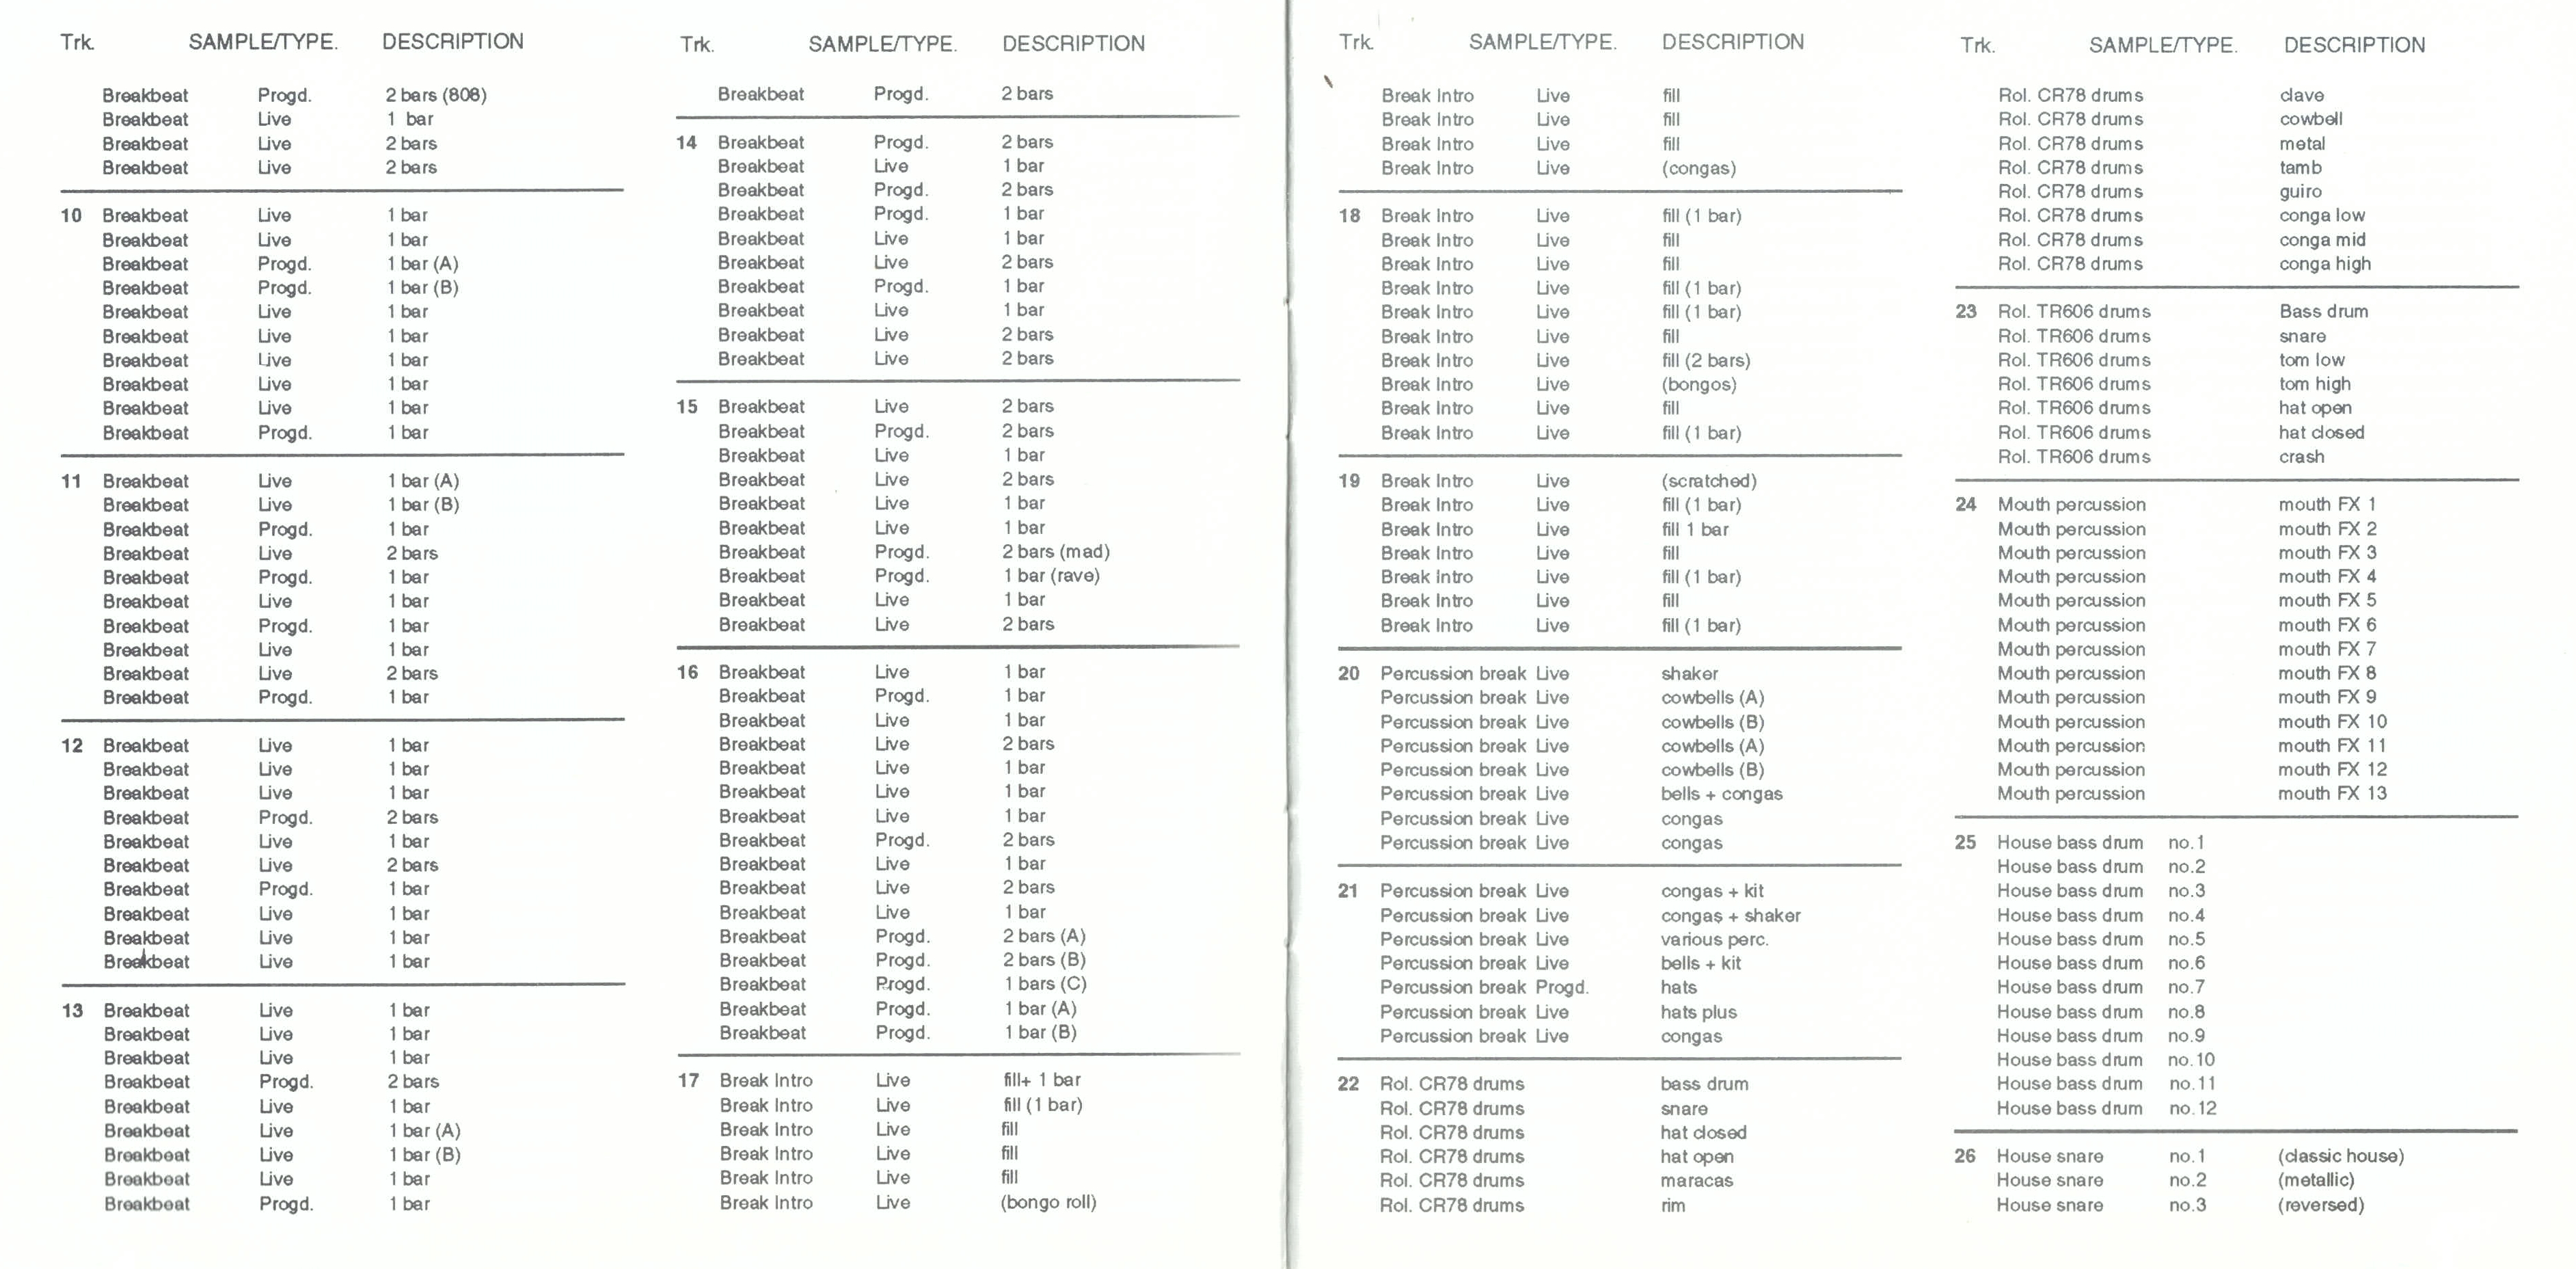 Trk. SAMPLE/TYPE. DESCRIPTION
Breakbeat Progd. 2 bars (808)
Breakbeat Live 1 bar
Breakbeat Live 2 bars
Breakbeat Live 2 bars
10 Breakbeat Live 1 bar
Breakbeat Live 1 bar
Breakbeat Progd. 1 bar (A)
Breakbeat Progd. 1 bar (B)
Breakbeat Live 1 bar
Breakbeat Live 1 bar
Breakbeat Live 1 bar
Breakbeat Live 1 bar
Breakbeat Live 1 bar
Breakbeat Progd. 1 bar
11 Breakbeat Live 1 bar (A)
Breakbeat Live 1 bar (B)
Breakbeat Progd. 1 bar
Breakbeat Live 2 bars
Breakbeat Progd. 1 bar
Breakbeat Live 1 bar
Breakbeat Progd. 1 bar
Breakbeat Live 1 bar
Breakbeat Live 2 bars
Breakbeat Progd. 1 bar
12 Breakbeat Live 1 bar
Breakbeat Live 1 bar
Breakbeat Live 1 bar
Breakbeat Progd. 2 bars
Breakbeat Live 1 bar
Breakbeat Live 2 bars
Breakbeat Progd. 1 bar
Breakbeat Live 1 bar
Breakbeat Live 1 bar
Breakbeat Live 1 bar
13 Breakbeat Live 1 bar
Breakbeat Live 1 bar
Breakbeat Live 1 bar
Breakbeat Progd. 2 bars
Breakbeat Live 1 bar
Breakbeat Live 1 bar (A)
Breakbeat Live 1 bar (B)
Breakbeat Live 1 bar
Breakbeat Progd. 1 bar
Trk. SAMPLE/TYPE. DESCRIPTION
Breakbeat Progd. 2 bars
14 Breakbeat Progd. 2 bars
Breakbeat Live 1 bar
Breakbeat Progd. 2 bars
Breakbeat Progd. 1 bar
Breakbeat Live 1 bar
Breakbeat Live 2 bars
Breakbeat Progd. 1 bar
Breakbeat Live 1 bar
Breakbeat Live 2 bars
Breakbeat Live 2 bars
15 Breakbeat Live 2 bars
Breakbeat Progd. 2 bars
Breakbeat Live 1 bar
Breakbeat Live 2 bars
Breakbeat Live 1 bar
Breakbeat Live 1 bar
Breakbeat Progd. 2 bars (mad)
Breakbeat Progd. 1 bar (rave)
Breakbeat Live 1 bar
Breakbeat Live 2 bars
16 Breakbeat Live 1 bar
Breakbeat Progd. 1 bar
Breakbeat Live 1 bar
Breakbeat Live 2 bars
Breakbeat Live 1 bar
Breakbeat Live 1 bar
Breakbeat Live 1 bar
Breakbeat Progd. 2 bars
Breakbeat Live 1 bar
Breakbeat Live 2 bars
Breakbeat Live 1 bar
Breakbeat Progd. 2 bars (A)
Breakbeat Progd. 2 bars (B)
Breakbeat Progd. 1 bars (C)
Breakbeat Progd. 1 bar (A)
Breakbeat Progd. 1 bar (B)
17 Break Intro Live fill+ 1 bar
Break Intro Live fill (1 bar)
Break Intro Live fill
Break Intro Live fill
Break Intro Live fill
Break Intro Live (bongo roll)
Trk. SAMPLE/TYPE. DESCRIPTION
Break Intro Live fill
Break Intro Live fill
Break Intro Live fill
Break Intro Live (congas)
18 Break Intro Live fill (1 bar)
Break Intro Live fill
Break Intro Live fill
Break Intro Live fill (1 bar)
Break Intro Live fill (1 bar)
Break Intro Live fill
Break Intro Live fill (2 bars)
Break Intro Live (bongos)
Break Intro Live fill
Break Intro Live fill (1 bar)
19 Break Intro Live (scratched)
Break Intro Live fill (1 bar)
Break Intro Live fill 1 bar
Break Intro Live fill
Break Intro Live fill (1 bar)
Break Intro Live fill
Break Intro Live fill (1 bar)
20 Percussion break Live shaker
Percussion break Live cowbells (A)
Percussion break Live cowbells (B)
Percussion break Live cowbells (A)
Percussion break Live cowbells (B)
Percussion break Live bells + congas
Percussion break Live congas
Percussion break Live congas
21 Percussion break Live congas + kit
Percussion break Live congas + shaker
Percussion break Live various perc.
Percussion break Live bells + kit
Percussion break Progd. hats
Percussion break Live hats plus
Percussion break Live congas
22 Rol. CR78 drums bass drum
Rol. CR78 drums snare
Rol. CR78 drums hat closed
Rol. CR78 drums hat open
Rol. CR78 drums maracas
Rol. CR78 drums rim
Trk. SAMPLE/TYPE. DESCRIPTION
Rol. CR78 drums clave
Rol. CR78 drums cowbell
Rol. CR78 drums metal
Rol. CR78 drums tamb
Rol. CR78 drums guiro
Rol. CR78 drums conga low
Rol. CR78 drums conga mid
Rol. CR78 drums conga high
23 Rol. TR606 drums Bass drum
Rol. TR606 drums snare
Rol. TR606 drums tom low
Rol. TR606 drums tom high
Rol. TR606 drums hat open
Rol. TR606 drums hat closed
Rol. TR606 drums crash
24 Mouth percussion mouth FX 1
Mouth percussion mouth FX 2
Mouth percussion mouth FX 3
Mouth percussion mouth FX 4
Mouth percussion mouth FX 5
Mouth percussion mouth FX 6
Mouth percussion mouth FX 7
Mouth percussion mouth FX 8
Mouth percussion mouth FX 9
Mouth percussion mouth FX 10
Mouth percussion mouth FX 11
Mouth percussion mouth FX 12
Mouth percussion mouth FX 13
25 House bass drum no.1
House bass drum no.2
House bass drum no.3
House bass drum no.4
House bass drum no.5
House bass drum no.6
House bass drum no.7
House bass drum no.8
House bass drum no.9
House bass drum no.10
House bass drum no.11
House bass drum no.12
26 House snare no.1 (classic house)
House snare no.2 (metallic)
House snare no.3 (reversed)